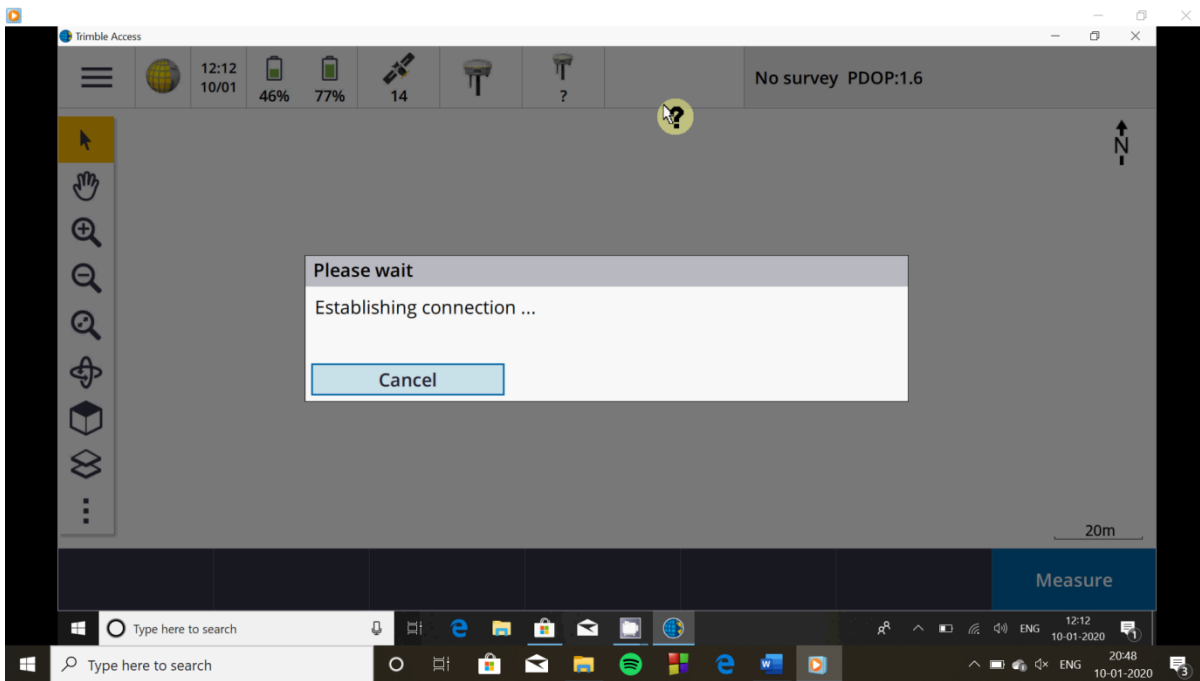 Trimble Access
12:12
10/01
46%
77%
14
?
No survey PDOP:1.6
?
N
Please wait
Establishing connection ...
Cancel
20m
Measure
Type here to search
ENG
12:12
10-01-2020
1
Type here to search
ENG
20:48
10-01-2020
3